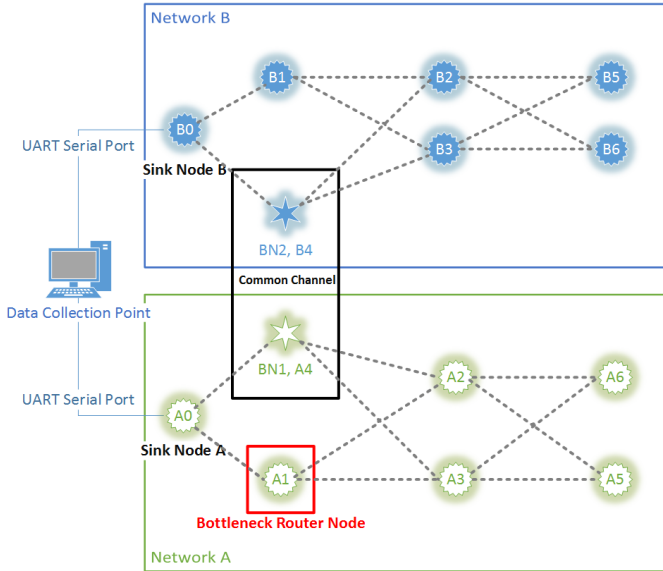 Network B
B1
B2
B5
B0
UART Serial Port
B3
B6
Sink Node B
BN2, B4
Common Channel
Data Collection Point
BN1, A4
A2
A6
UART Serial Port
A0
Sink Node A
A1
A3
A5
Bottleneck Router Node
Network A